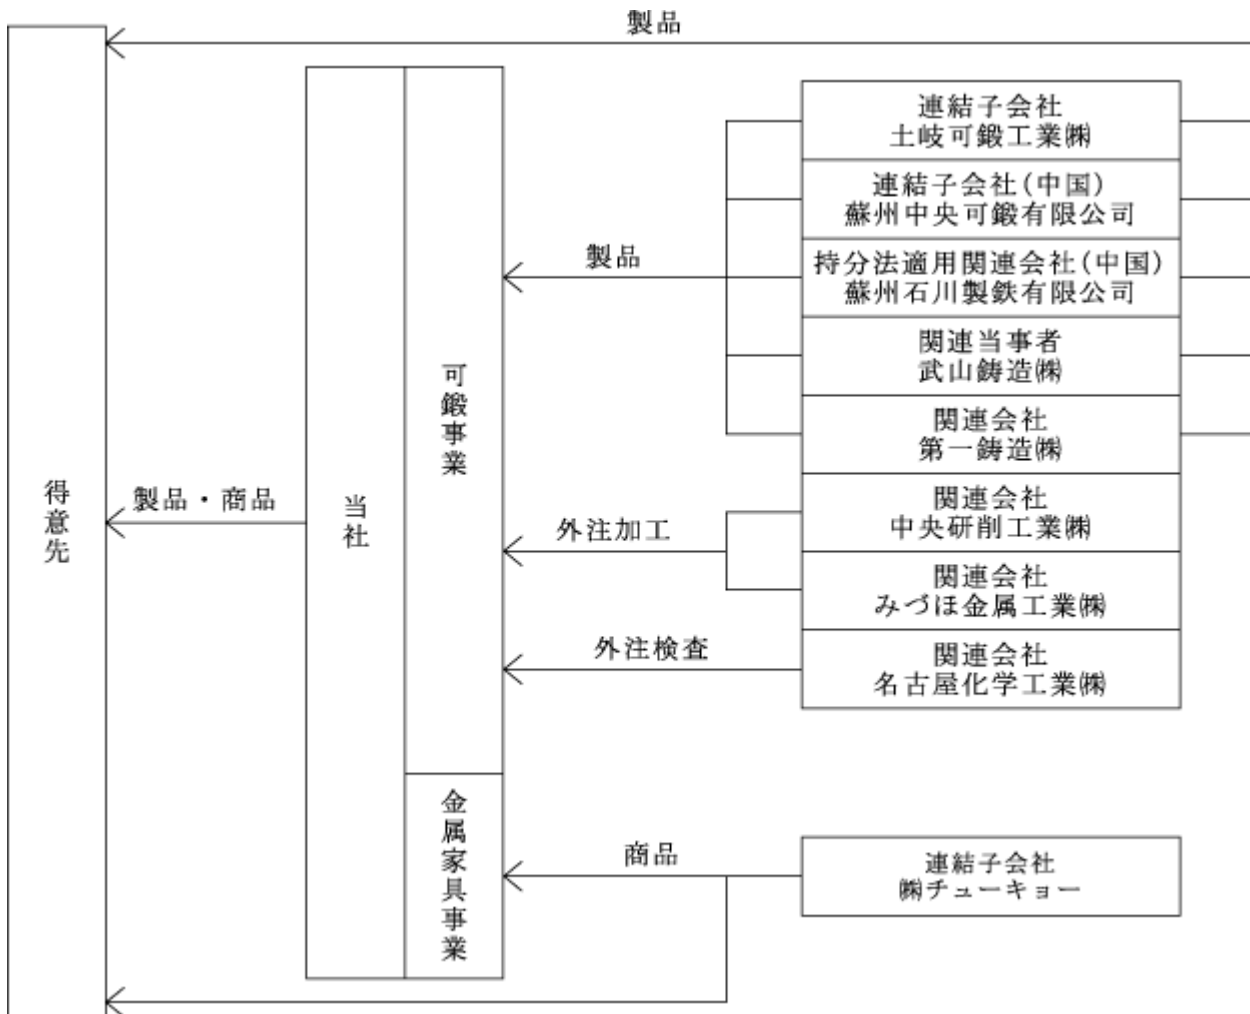 製品
連結子会社
土岐可鍛工業㈱
連結子会社(中国)
蘇州中央可鍛有限公司
製品
持分法適用関連会社(中国)
蘇州石川製鉄有限公司
関連当事者
武山鋳造㈱
可鍛事業
関連会社
第一鋳造㈱
得意先
製品・商品
当社
外注加工
関連会社
中央研削工業㈱
関連会社
みづほ金属工業㈱
外注検査
関連会社
名古屋化学工業㈱
金属家具事業
商品
連結子会社
㈱チューキョー